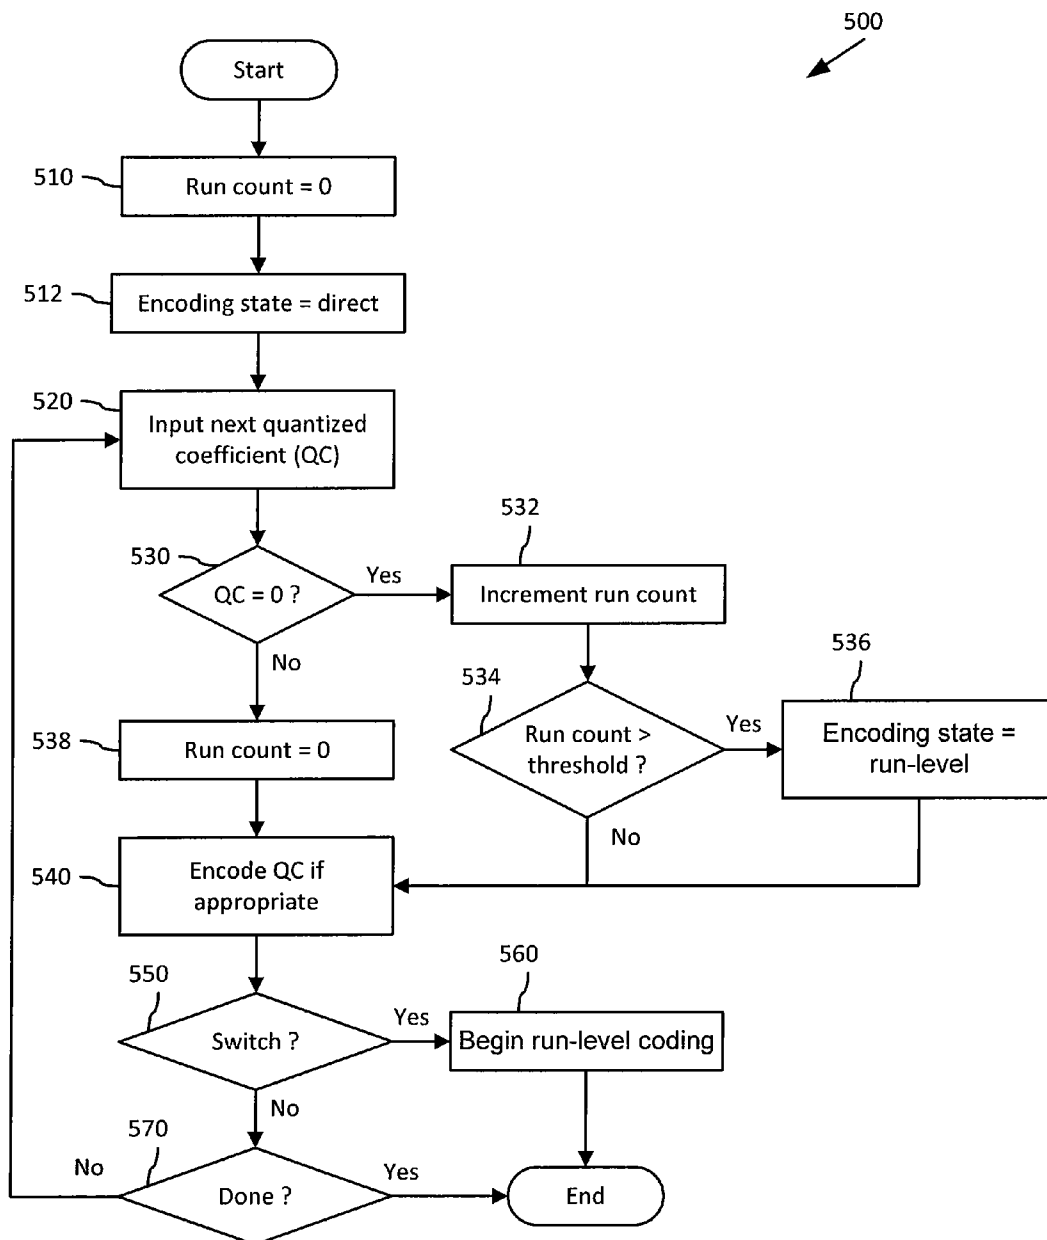 500
Start
510
Run count = 0
512
Encoding state = direct
520
Input next quantized
coefficient (QC)
530
QC = 0 ?
Yes
532
Increment run count
No
534
Run count >
threshold ?
Yes
536
Encoding state =
run-level
538
Run count = 0
No
540
Encode QC if
appropriate
550
Switch ?
Yes
560
Begin run-level coding
No
570
No
Done ?
Yes
End